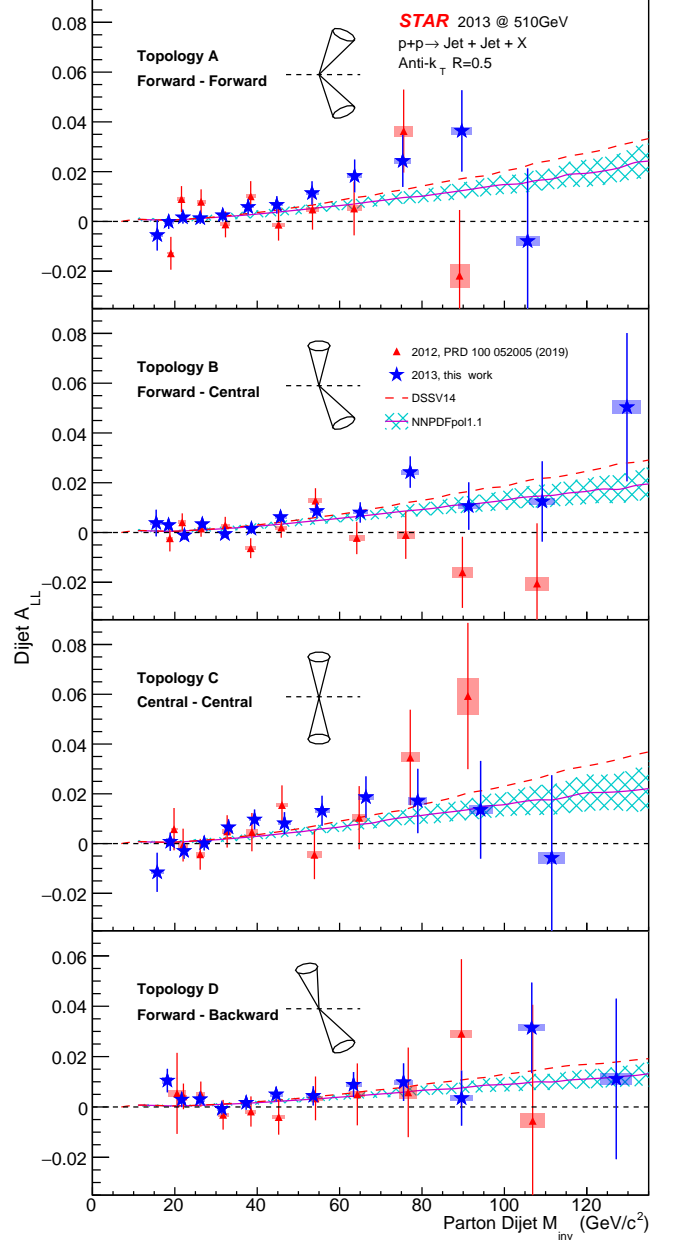 STAR 2013 @ 510GeV
p+p→ Jet + Jet + X
Anti-k_T R=0.5
Topology A
Forward - Forward
0.08
0.06
0.04
0.02
0
−0.02
Topology B
Forward - Central
2012, PRD 100 052005 (2019)
2013, this work
DSSV14
NNPDFpol1.1
0.08
0.06
0.04
0.02
0
−0.02
Dijet A_LL
Topology C
Central - Central
0.08
0.06
0.04
0.02
0
−0.02
Topology D
Forward - Backward
0.06
0.04
0.02
0
−0.02
0 20 40 60 80 100 120
Parton Dijet M_inv (GeV/c²)